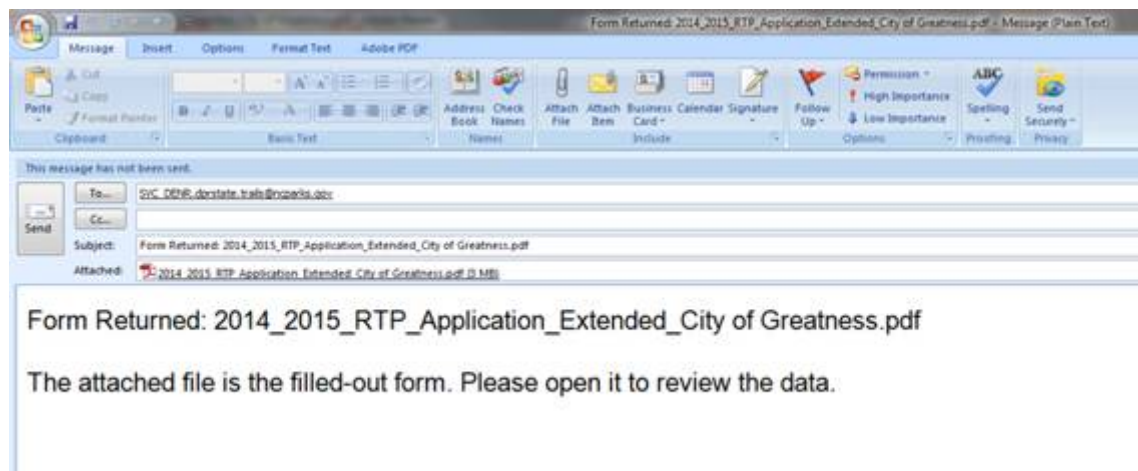 Form Returned: 2014_2015_RTP_Application_Extended_City of Greatness.pdf - Message (Plain Text)
Message Insert Options Format Text Adobe PDF
Paste
Cut
Copy
Format Painter
Clipboard
Basic Text
Address Book
Check Names
Names
Attach File
Attach Item
Business Card
Calendar
Signature
Include
Follow Up
Permission
High Importance
Low Importance
Options
ABC
Spelling
Proofing
Send Securely
Privacy
This message has not been sent.
Send
To... SVC_DENR.dprstate.trails@ncparks.gov
Cc...
Subject: Form Returned: 2014_2015_RTP_Application_Extended_City of Greatness.pdf
Attached: 2014_2015_RTP_Application_Extended_City of Greatness.pdf (3 MB)
Form Returned: 2014_2015_RTP_Application_Extended_City of Greatness.pdf
The attached file is the filled-out form. Please open it to review the data.